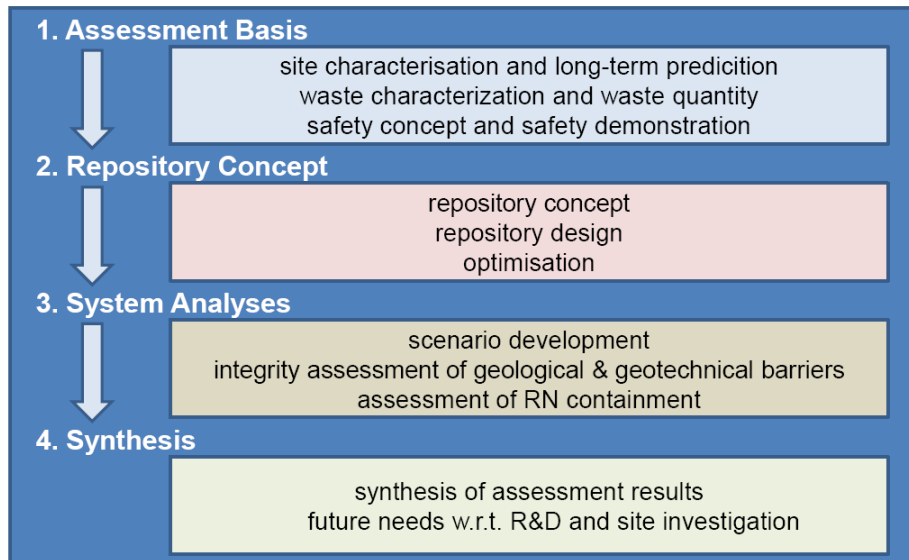 1. Assessment Basis
site characterisation and long-term predicition
waste characterization and waste quantity
safety concept and safety demonstration
2. Repository Concept
repository concept
repository design
optimisation
3. System Analyses
scenario development
integrity assessment of geological & geotechnical barriers
assessment of RN containment
4. Synthesis
synthesis of assessment results
future needs w.r.t. R&D and site investigation